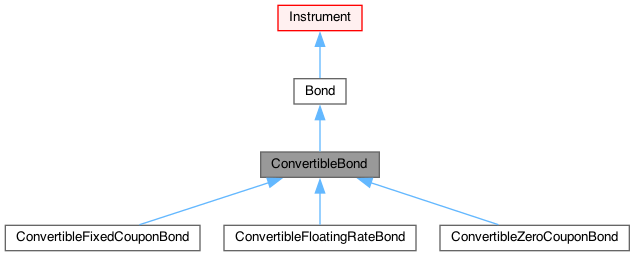 Instrument
Bond
ConvertibleBond
ConvertibleFixedCouponBond
ConvertibleFloatingRateBond
ConvertibleZeroCouponBond